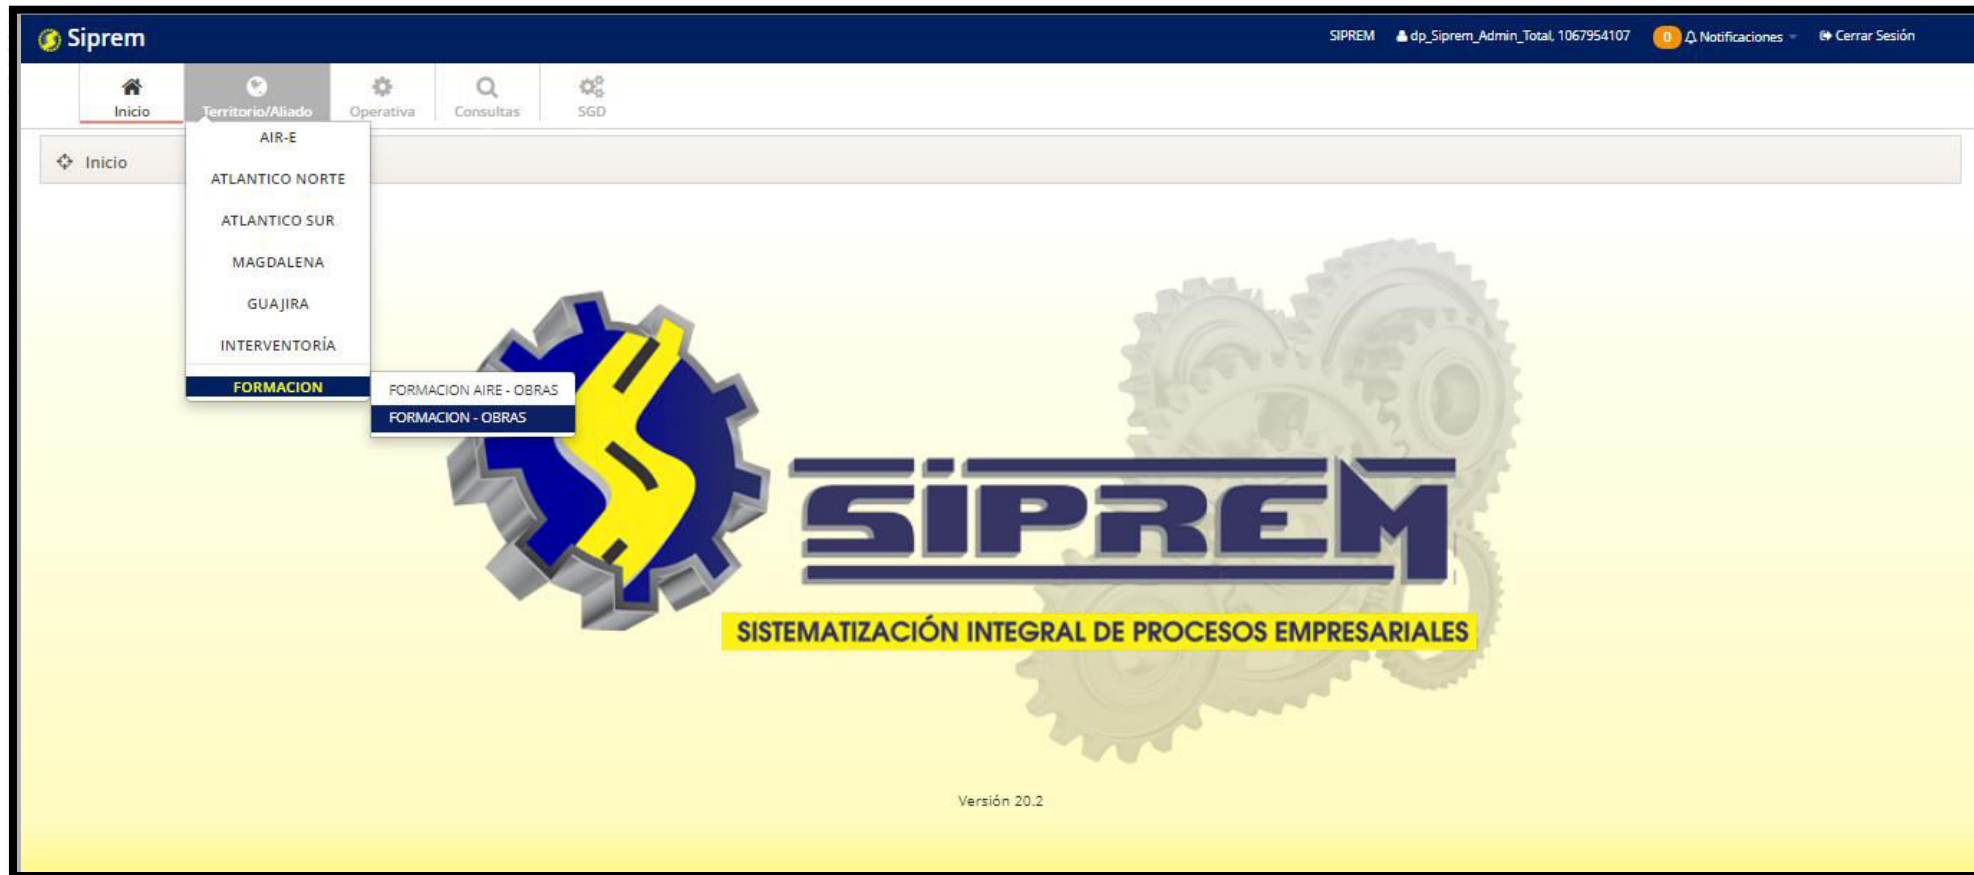 Siprem
SIPREM dp_Siprem_Admin_Total, 1067954107 0 Notificaciones Cerrar Sesión
Inicio Territorio/Aliado Operativa Consultas SGD
Inicio
AIR-E
ATLANTICO NORTE
ATLANTICO SUR
MAGDALENA
GUAJIRA
INTERVENTORÍA
FORMACION
FORMACION AIRE - OBRAS
FORMACION - OBRAS
SIPREM
SISTEMATIZACIÓN INTEGRAL DE PROCESOS EMPRESARIALES
Versión 20.2